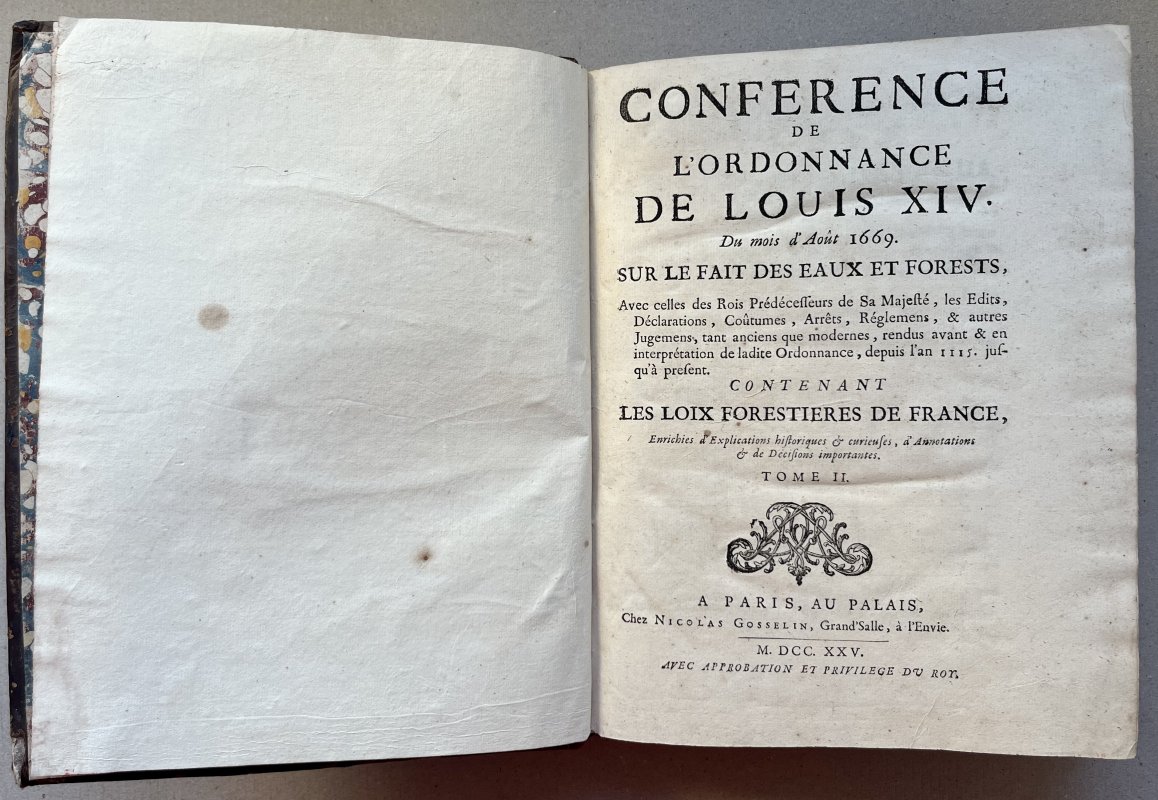 CONFERENCE
DE
L'ORDONNANCE
DE LOUIS XIV.
Du mois d'Août 1669.
SUR LE FAIT DES EAUX ET FORESTS,
Avec celles des Rois Prédécesseurs de Sa Majesté, les Edits,
Déclarations, Coûtumes, Arrêts, Réglemens, & autres
Jugemens, tant anciens que modernes, rendus avant & en
interprétation de ladite Ordonnance, depuis l'an 1115. jus-
qu'à present.
CONTENANT
LES LOIX FORESTIERES DE FRANCE,
Enrichies d'Explications historiques & curieuses, d'Annotations
& de Décisions importantes.
TOME II.
A PARIS, AU PALAIS,
Chez NICOLAS GOSSELIN, Grand'Salle, à l'Envie.
M. DCC. XXV.
AVEC APPROBATION ET PRIVILEGE DU ROY.